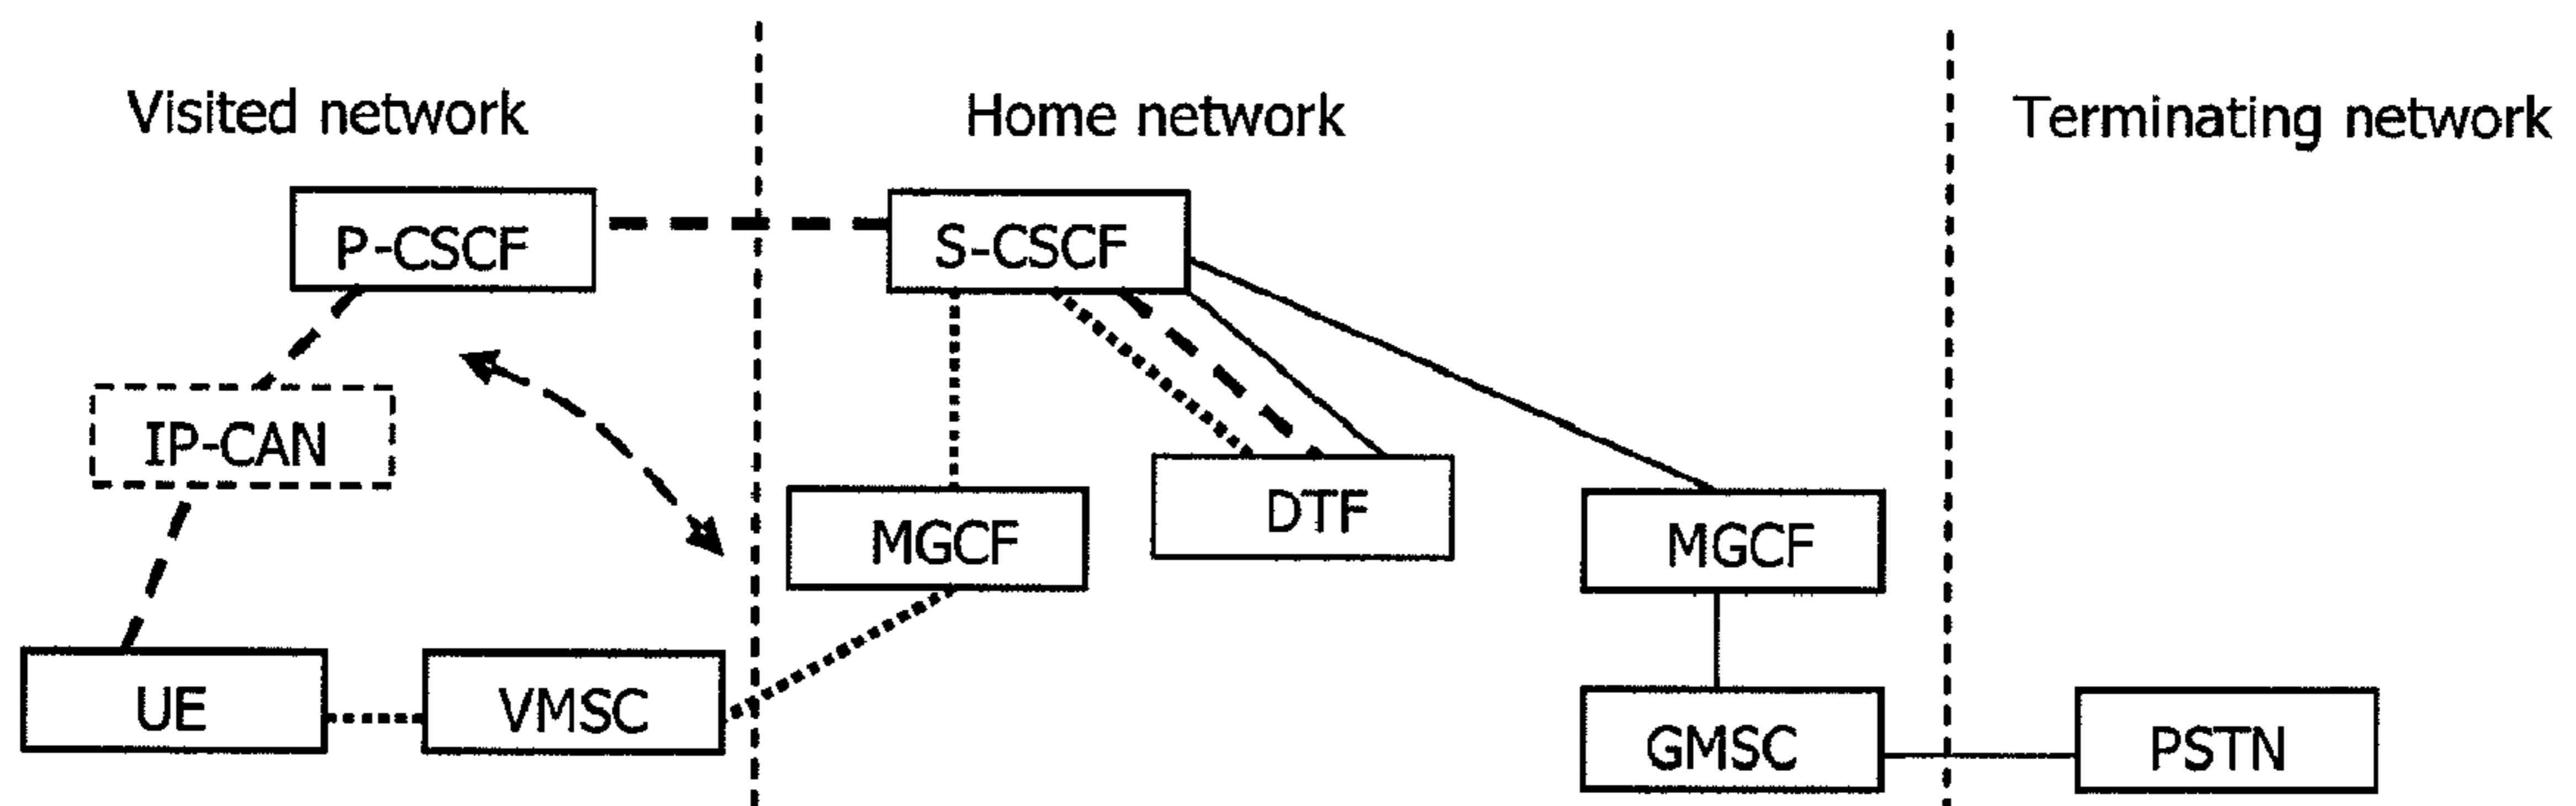 Visited network
Home network
Terminating network
P-CSCF
S-CSCF
IP-CAN
MGCF
DTF
MGCF
UE
VMSC
GMSC
PSTN